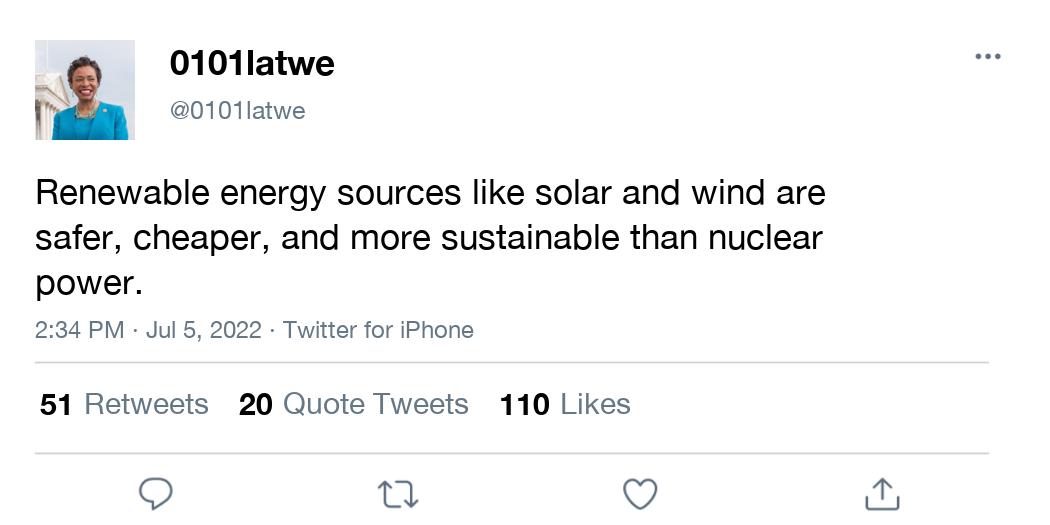 0101latwe
@0101latwe
Renewable energy sources like solar and wind are
safer, cheaper, and more sustainable than nuclear
power.
2:34 PM · Jul 5, 2022 · Twitter for iPhone
51 Retweets 20 Quote Tweets 110 Likes